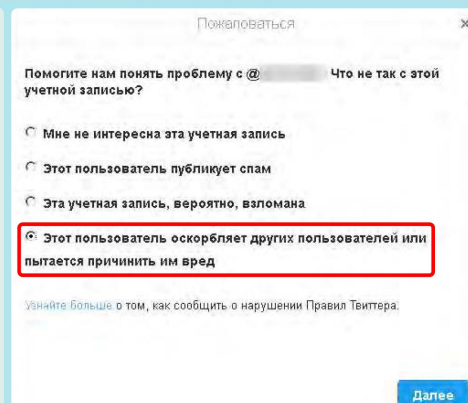 Пожаловаться
Помогите нам понять проблему с @ Что не так с этой
учетной записью?
Мне не интересна эта учетная запись
Этот пользователь публикует спам
Эта учетная запись, вероятно, взломана
Этот пользователь оскорбляет других пользователей или
пытается причинить им вред
Узнайте больше о том, как сообщить о нарушении Правил Твиттера.
Далее